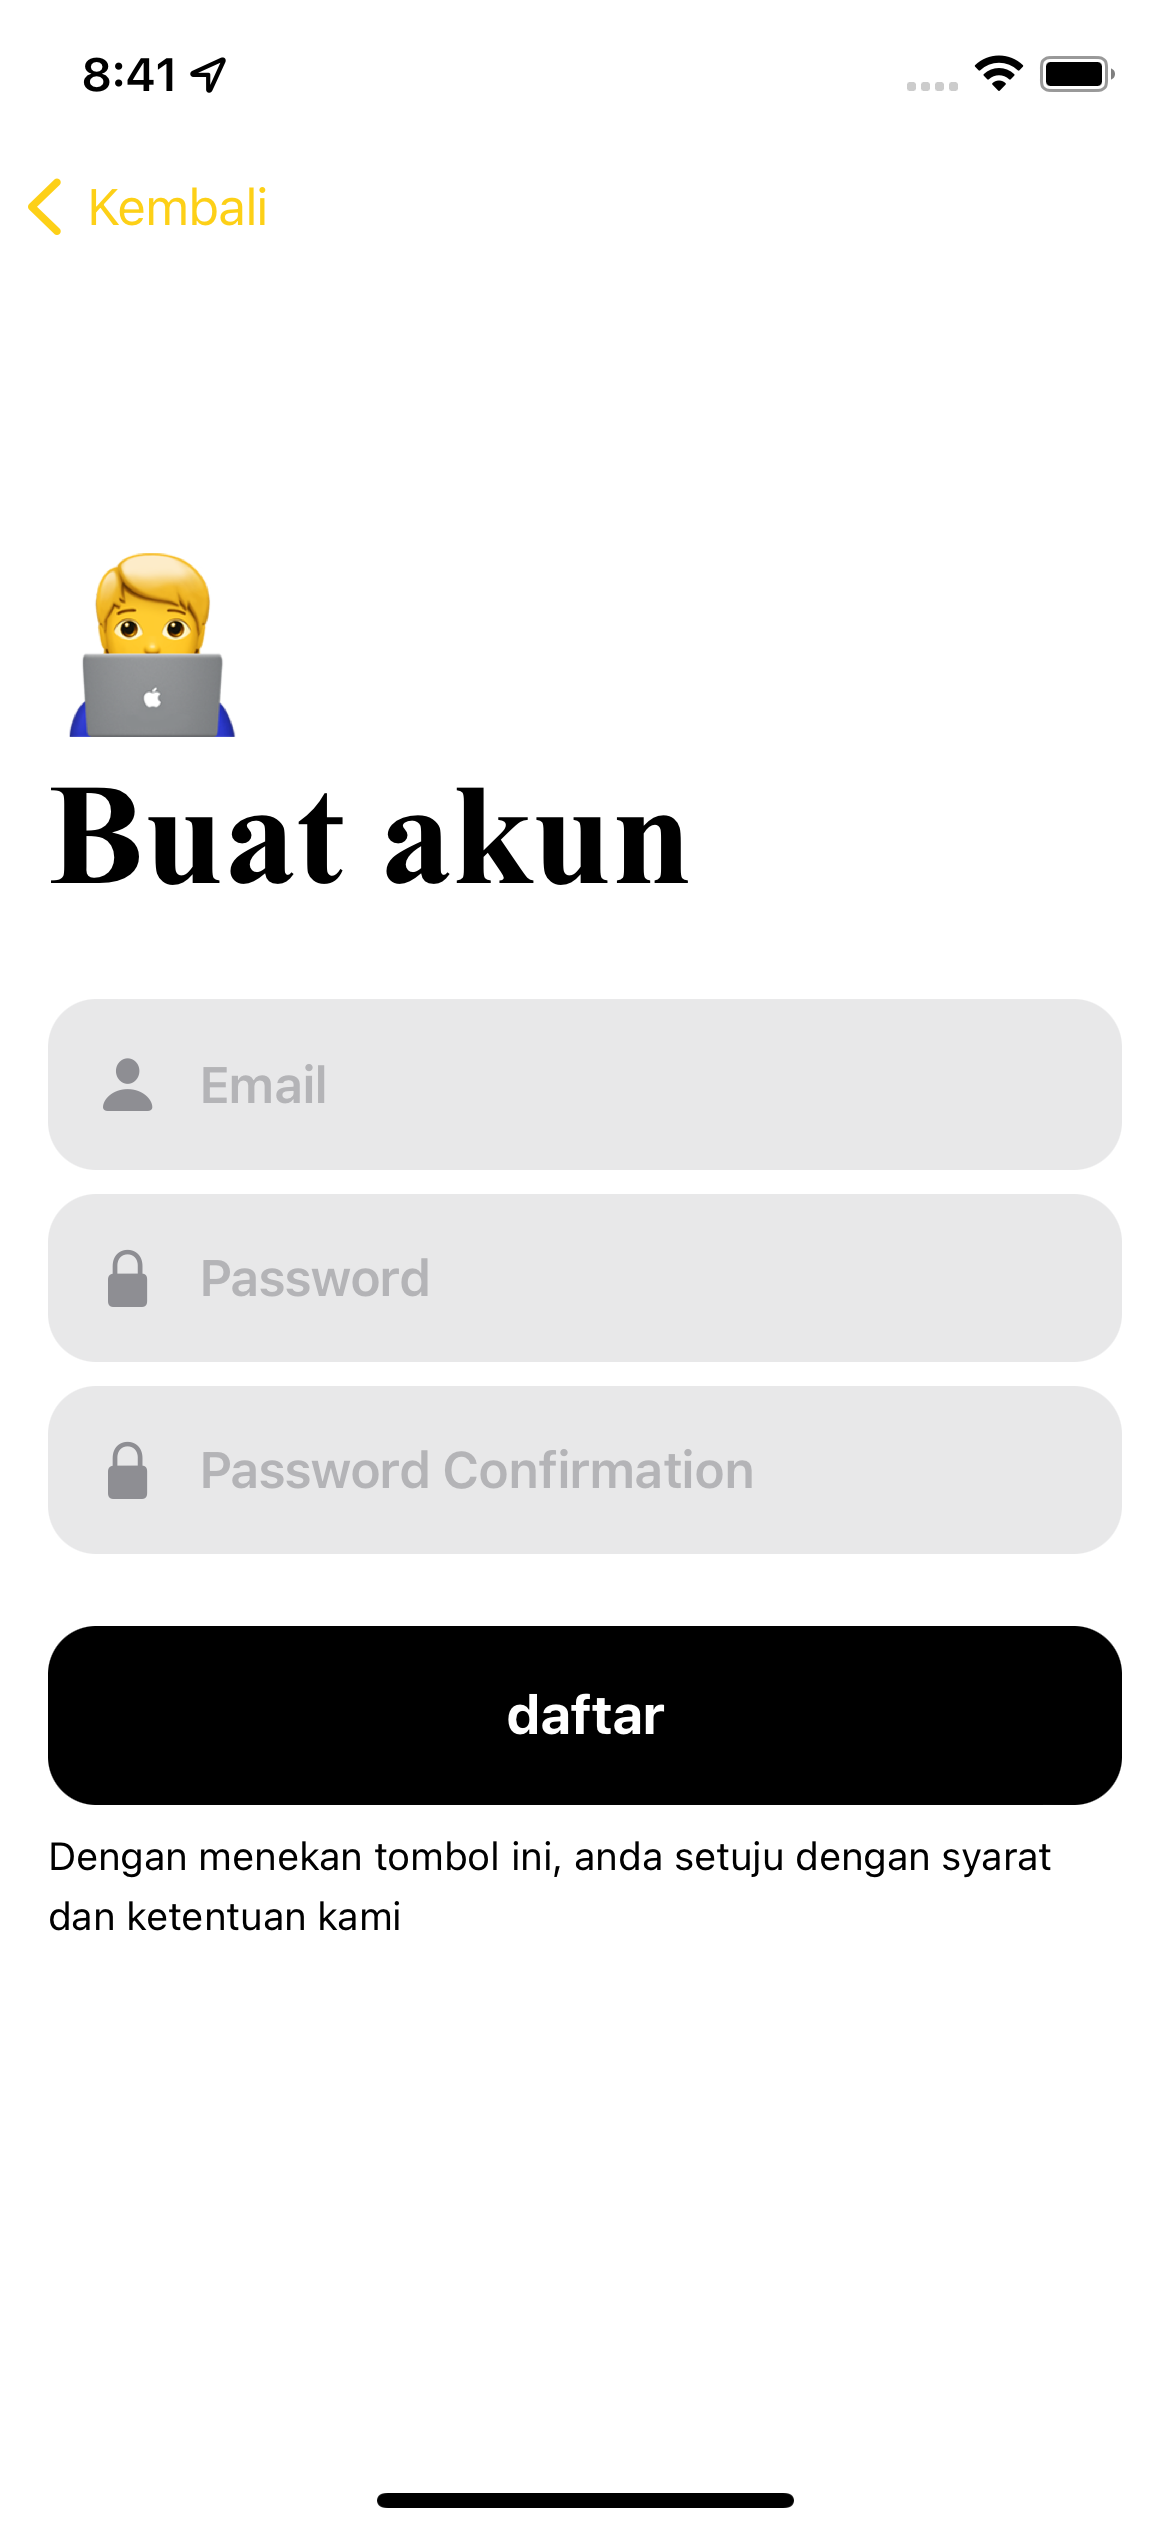 8:41
Kembali
Buat akun
Email
Password
Password Confirmation
daftar
Dengan menekan tombol ini, anda setuju dengan syarat
dan ketentuan kami